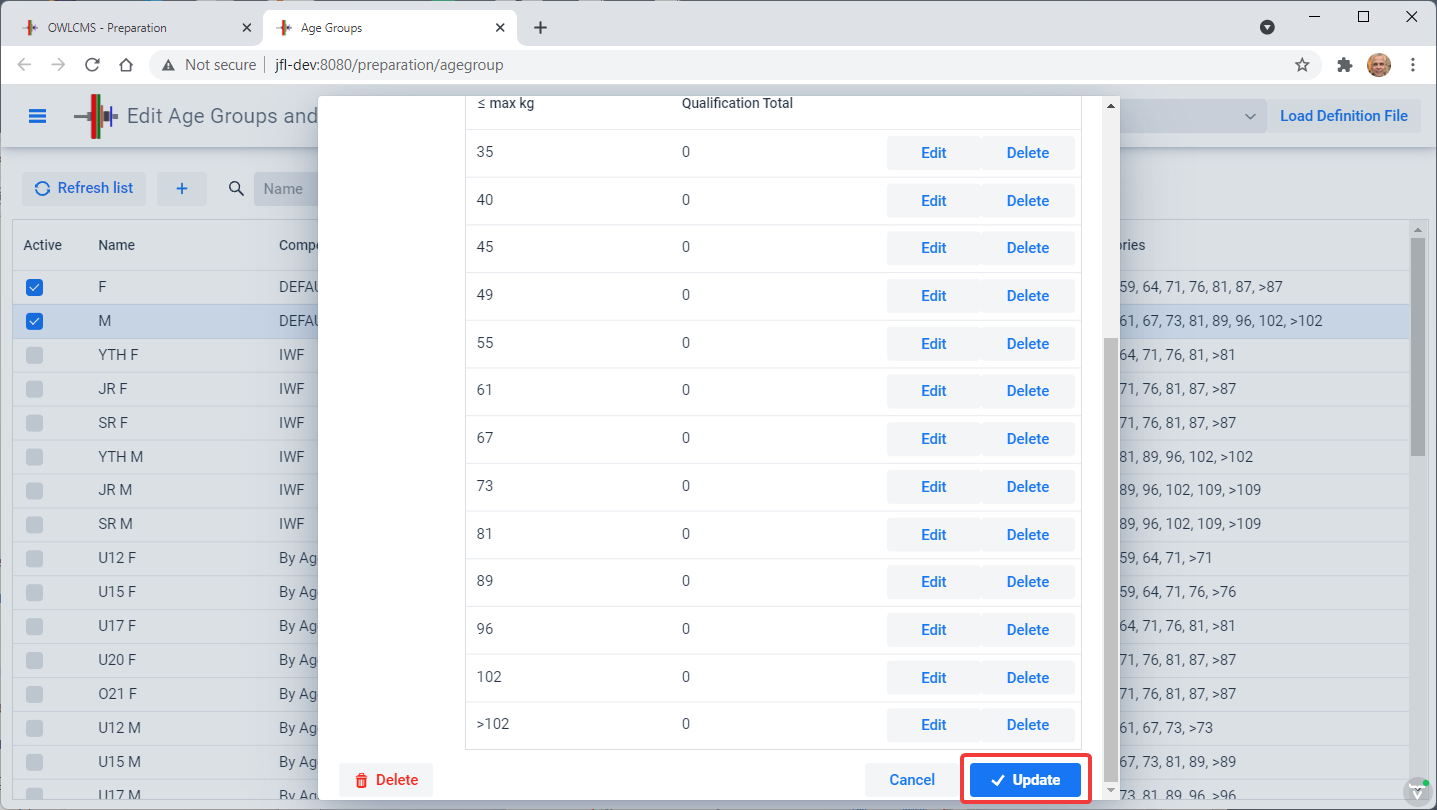 OWLCMS - Preparation
Age Groups
Not secure jfl-dev:8080/preparation/agegroup
Edit Age Groups and
Load Definition File
Refresh list + Name
Active Name
≤ max kg Qualification Total
35 0 Edit Delete
40 0 Edit Delete
45 0 Edit Delete
49 0 Edit Delete
55 0 Edit Delete
61 0 Edit Delete
67 0 Edit Delete
73 0 Edit Delete
81 0 Edit Delete
89 0 Edit Delete
96 0 Edit Delete
102 0 Edit Delete
>102 0 Edit Delete
Delete Cancel Update
F 59, 64, 71, 76, 81, 87, >87
M 61, 67, 73, 81, 89, 96, 102, >102
YTH F IWF 64, 71, 76, 81, >81
JR F IWF 71, 76, 81, 87, >87
SR F IWF 71, 76, 81, 87, >87
YTH M IWF 81, 89, 96, 102, >102
JR M IWF 89, 96, 102, 109, >109
SR M IWF 89, 96, 102, 109, >109
U12 F By Ag 59, 64, 71, >71
U15 F By Ag 59, 64, 71, 76, >76
U17 F By Ag 64, 71, 76, 81, >81
U20 F By Ag 71, 76, 81, 87, >87
O21 F By Ag 71, 76, 81, 87, >87
U12 M By Ag 61, 67, 73, >73
U15 M By Ag 67, 73, 81, 89, >89
U17 M By Ag 73, 81, 89, 96, >96